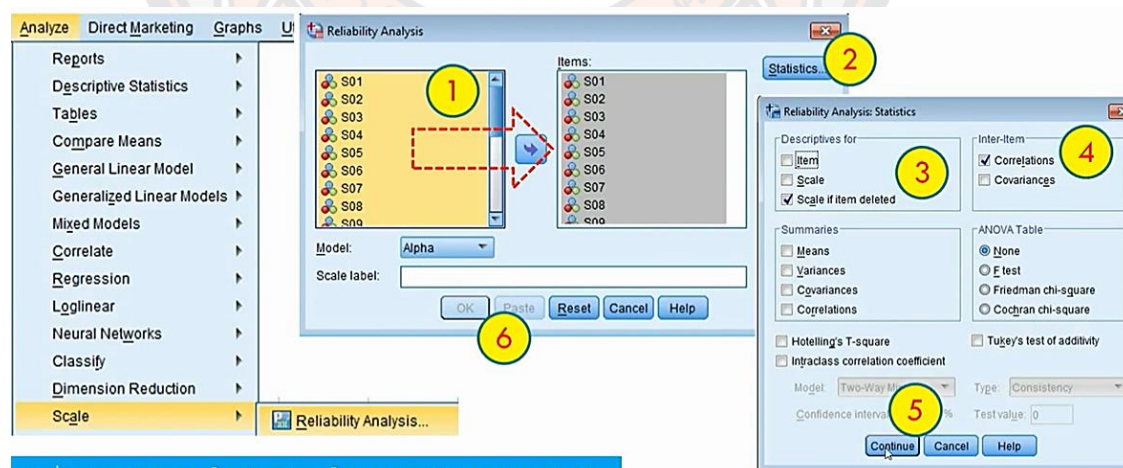 Analyze Direct Marketing Graphs
Reports
Descriptive Statistics
Tables
Compare Means
General Linear Model
Generalized Linear Models
Mixed Models
Correlate
Regression
Loglinear
Neural Networks
Classify
Dimension Reduction
Scale
Reliability Analysis...
Reliability Analysis
Items:
S01
S02
S03
S04
S05
S06
S07
S08
S09
1
S01
S02
S03
S04
S05
S06
S07
S08
S09
Statistics...
2
Model: Alpha
Scale label:
OK Paste Reset Cancel Help
6
Reliability Analysis: Statistics
Descriptives for
Item
Scale
Scale if item deleted
3
Inter-Item
Correlations
Covariances
4
Summaries
Means
Variances
Covariances
Correlations
ANOVA Table
None
F test
Friedman chi-square
Cochran chi-square
Hotelling's T-square
Tukey's test of additivity
Intraclass correlation coefficient
Model: Two-Way Type: Consistency
Confidence interval % Test value: 0
5
Continue Cancel Help